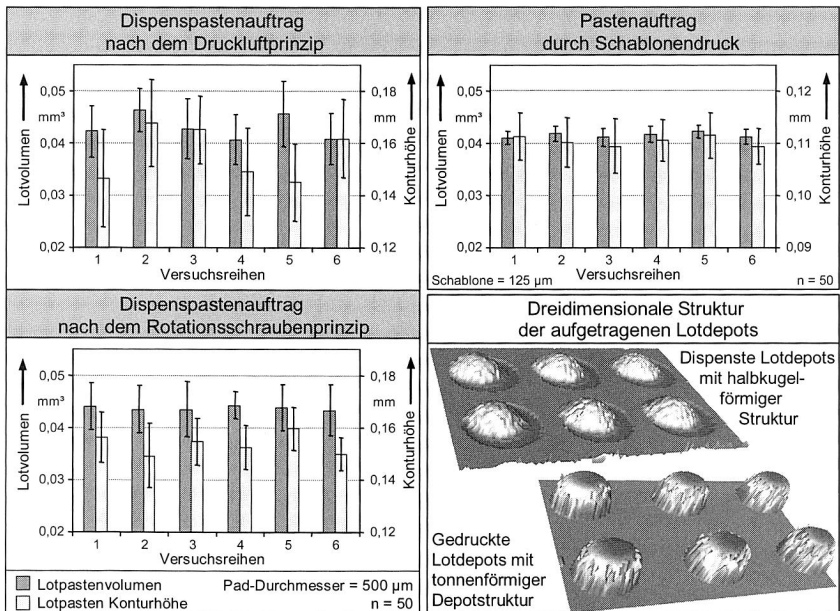 Dispenspastenauftrag
nach dem Druckluftprinzip
0,05
mm³
0,04
0,03
0,02
Lotvolumen
0,18
mm
0,16
0,14
0,12
Konturhöhe
1 2 3 4 5 6
Versuchsreihen
Pastenauftrag
durch Schablonendruck
0,05
mm³
0,04
0,03
0,02
Lotvolumen
0,12
mm
0,11
0,10
0,09
Konturhöhe
1 2 3 4 5 6
Versuchsreihen
Schablone = 125 µm
n = 50
Dispenspastenauftrag
nach dem Rotationsschraubenprinzip
0,05
mm³
0,04
0,03
0,02
Lotvolumen
0,18
mm
0,16
0,14
0,12
Konturhöhe
1 2 3 4 5 6
Versuchsreihen
Lotpastenvolumen
Pad-Durchmesser = 500 µm
Lotpasten Konturhöhe
n = 50
Dreidimensionale Struktur
der aufgetragenen Lotdepots
Dispenste Lotdepots
mit halbkugel-
förmiger
Struktur
Gedruckte
Lotdepots mit
tonnenförmiger
Depotstruktur